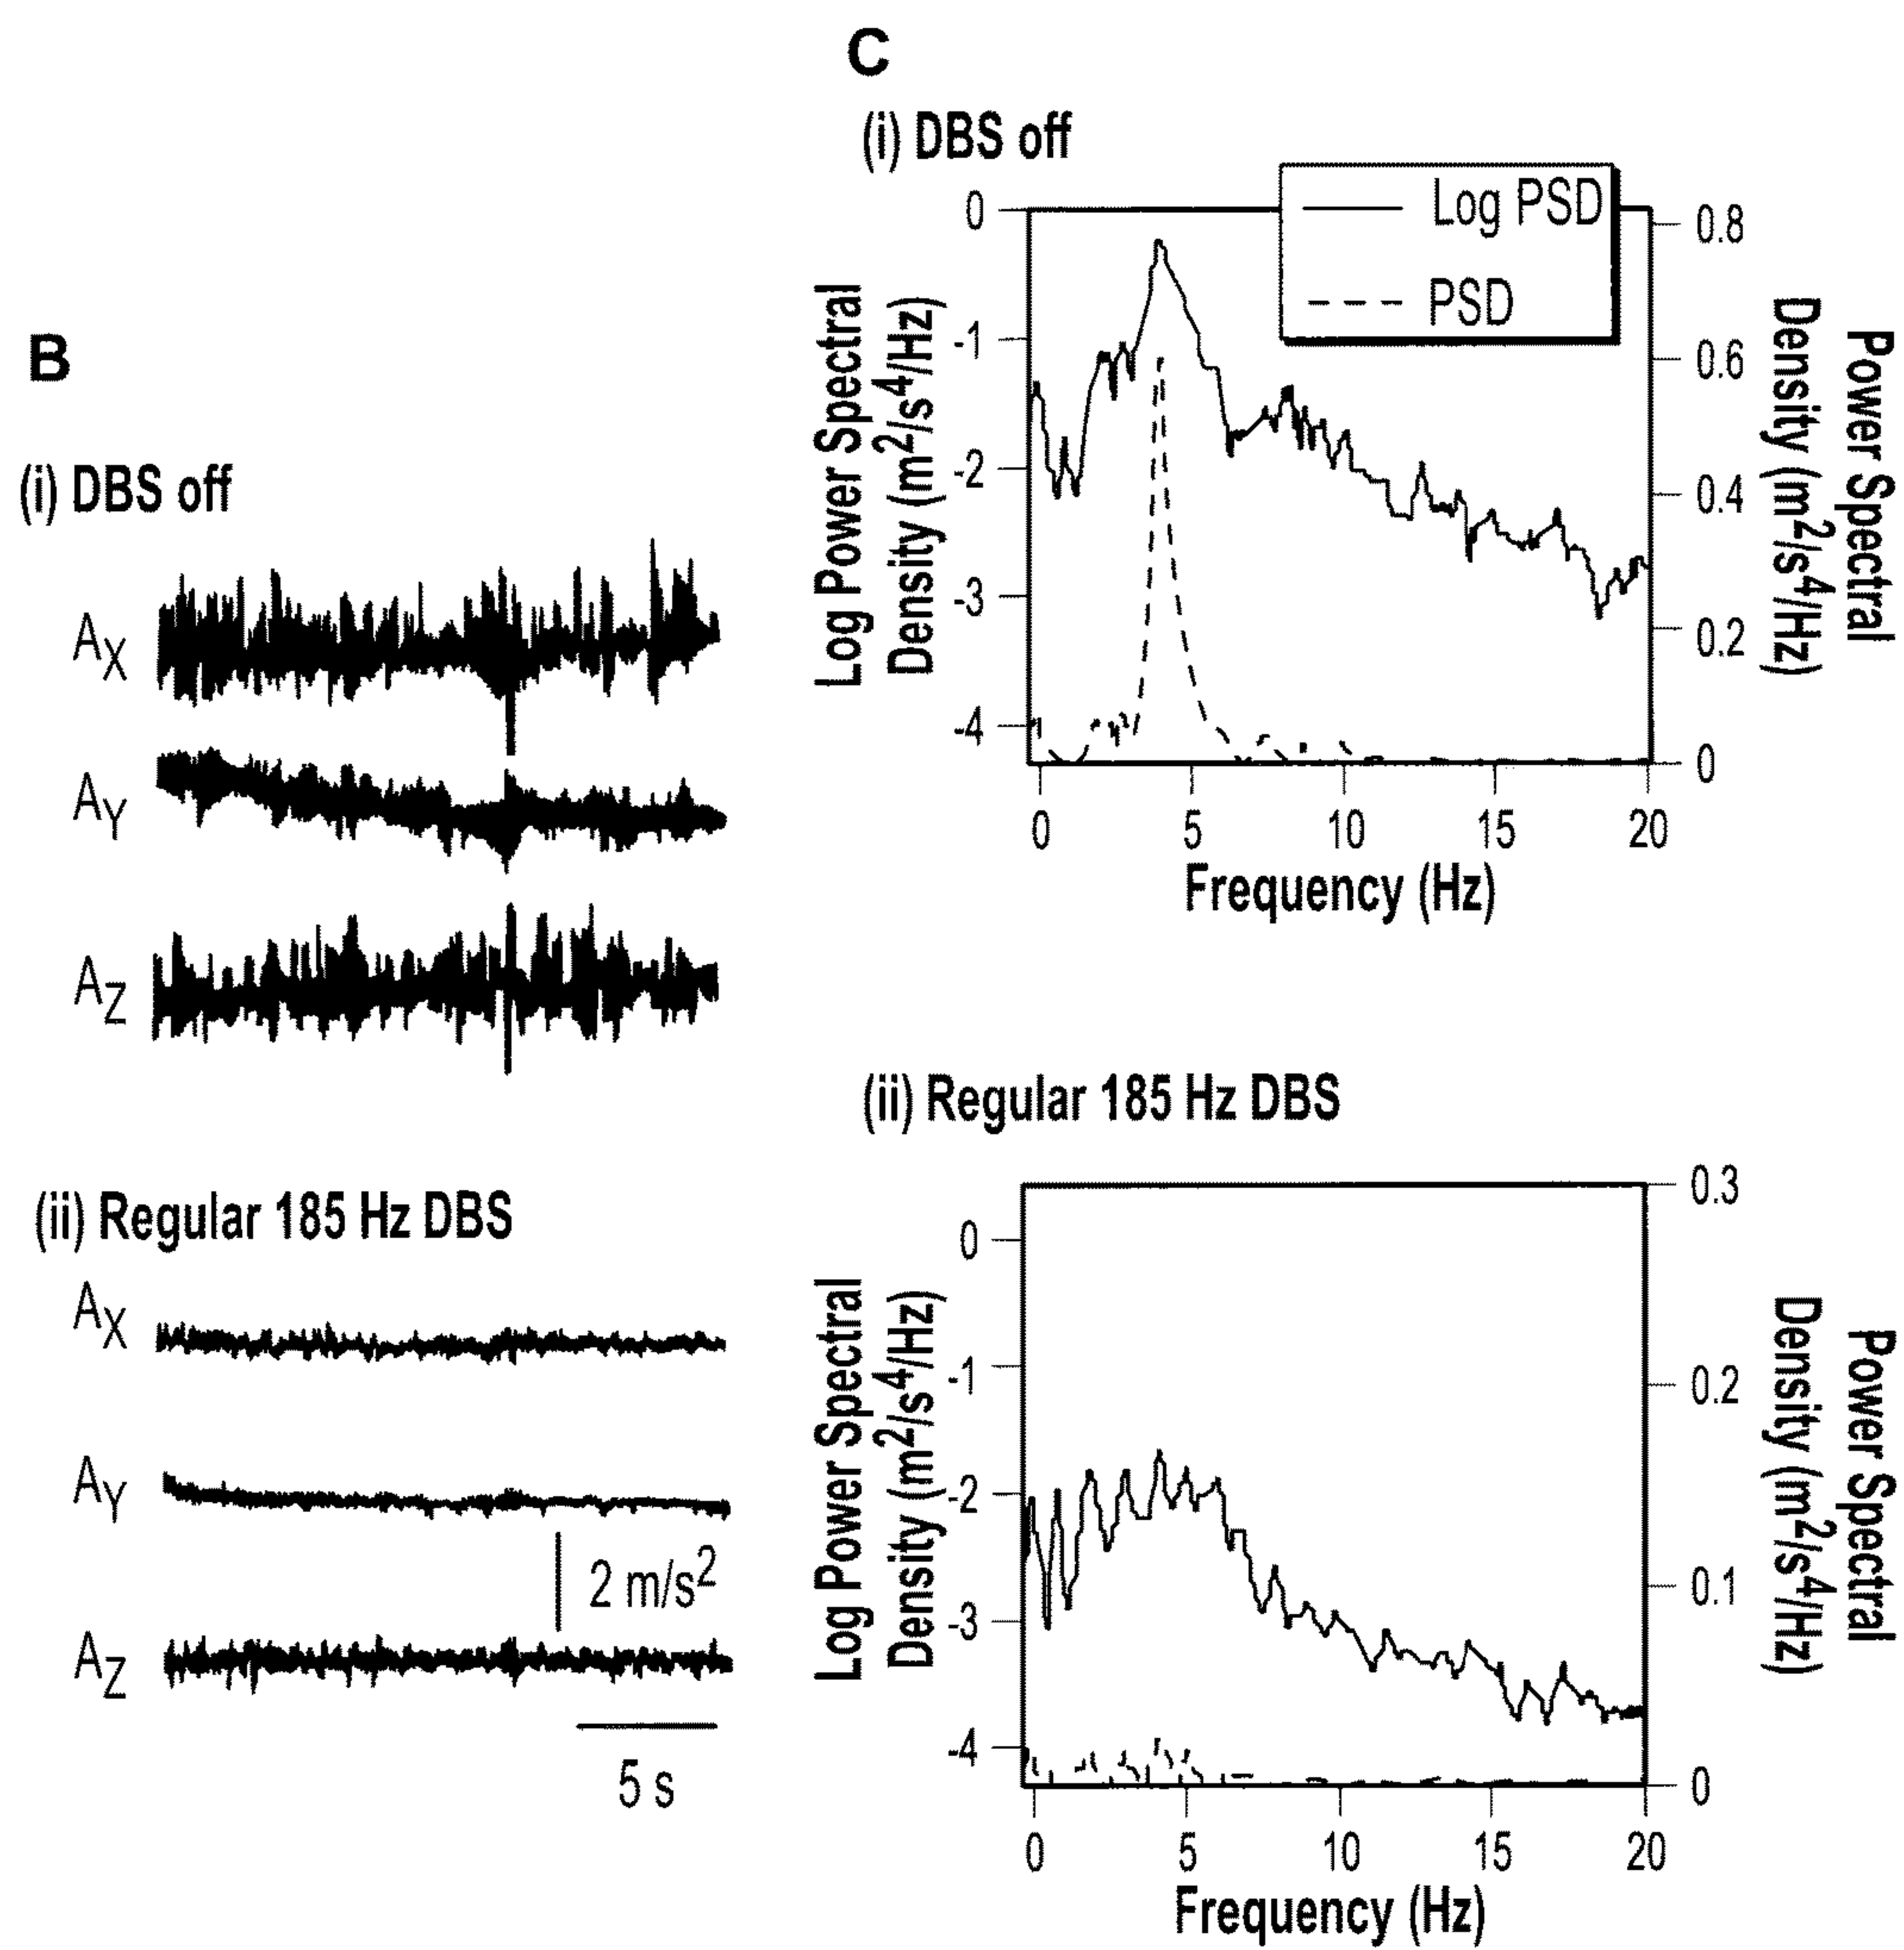 B
(i) DBS off
AX
AY
AZ
(ii) Regular 185 Hz DBS
AX
AY
2 m/s2
AZ
5 s
C
(i) DBS off
Log PSD
PSD
0
-1
-2
-3
-4
Log Power Spectral
Density (m2/s4/Hz)
0.8
0.6
0.4
0.2
0
Power Spectral
Density (m2/s4/Hz)
0 5 10 15 20
Frequency (Hz)
(ii) Regular 185 Hz DBS
0
-1
-2
-3
-4
Log Power Spectral
Density (m2/s4/Hz)
0.3
0.2
0.1
0
Power Spectral
Density (m2/s4/Hz)
0 5 10 15 20
Frequency (Hz)